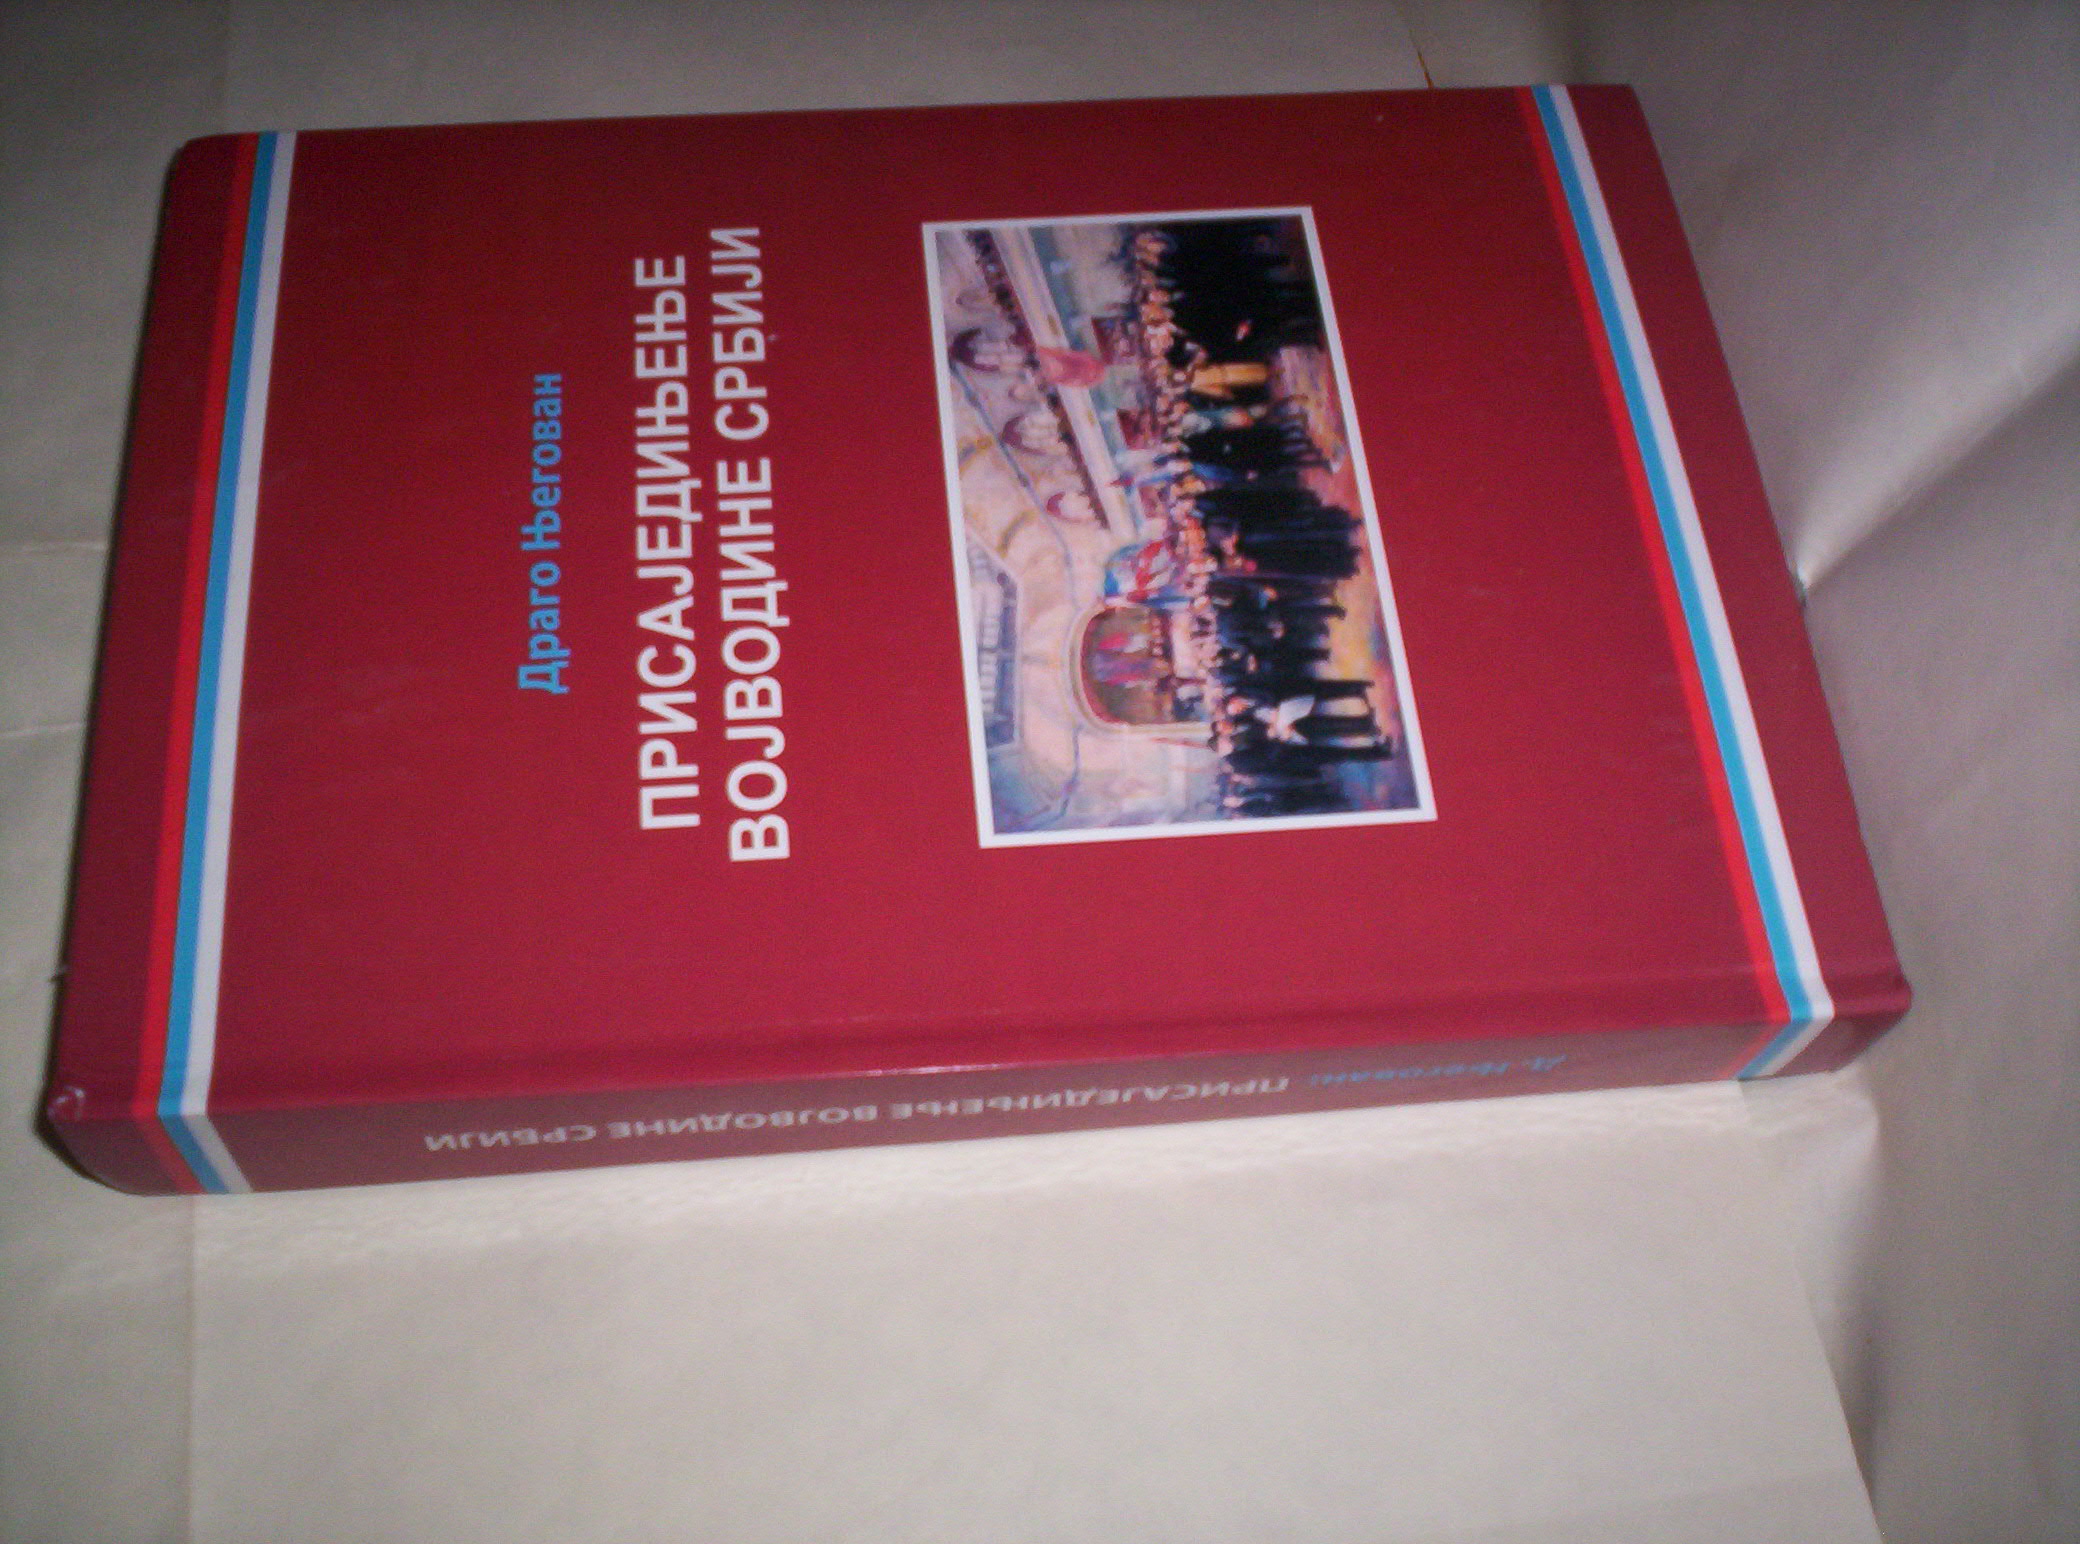 Драго Његован
ПРИСАЈЕДИЊЕЊЕ
ВОЈВОДИНЕ СРБИЈИ
Д. Његован: ПРИСАЈЕДИЊЕЊЕ ВОЈВОДИНЕ СРБИЈИ